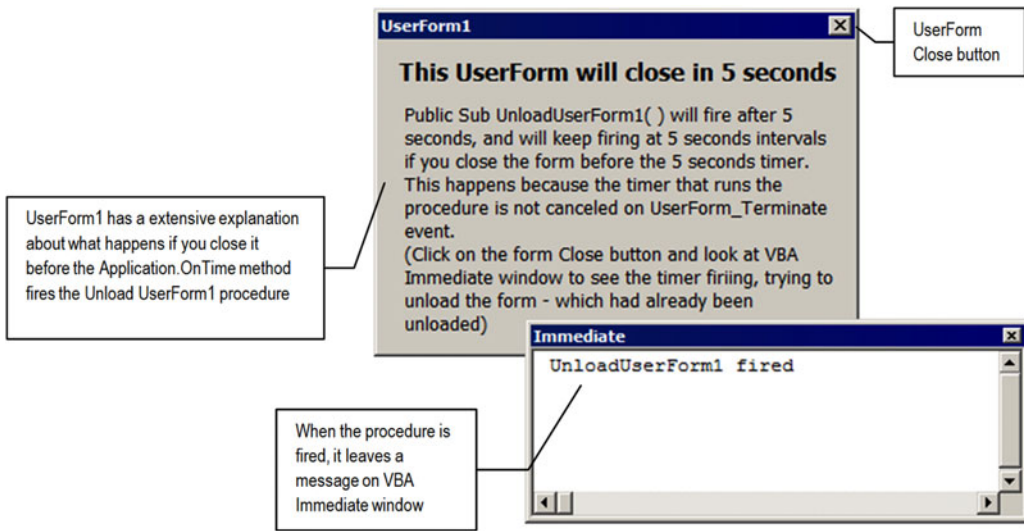 UserForm1
UserForm
Close button
This UserForm will close in 5 seconds
Public Sub UnloadUserForm1( ) will fire after 5
seconds, and will keep firing at 5 seconds intervals
if you close the form before the 5 seconds timer.
This happens because the timer that runs the
procedure is not canceled on UserForm_Terminate
event.
(Click on the form Close button and look at VBA
Immediate window to see the timer firiing, trying to
unload the form - which had already been
unloaded)
UserForm1 has a extensive explanation
about what happens if you close it
before the Application.OnTime method
fires the Unload UserForm1 procedure
Immediate
UnloadUserForm1 fired
When the procedure is
fired, it leaves a
message on VBA
Immediate window